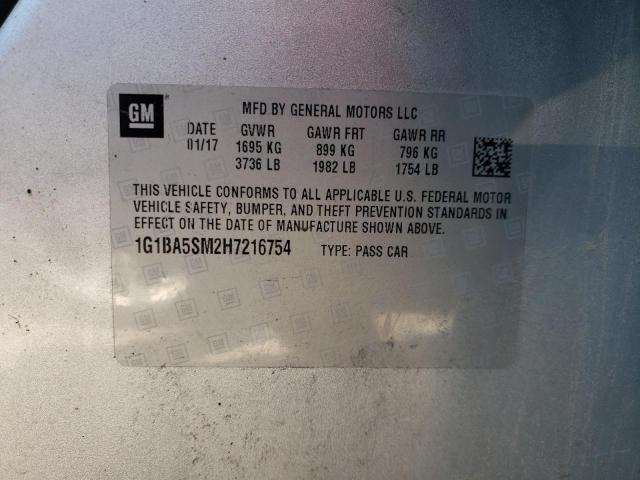 GM
MFD BY GENERAL MOTORS LLC
DATE GVWR GAWR FRT GAWR RR
01/17 1695 KG 899 KG 796 KG
3736 LB 1982 LB 1754 LB
THIS VEHICLE CONFORMS TO ALL APPLICABLE U.S. FEDERAL MOTOR
VEHICLE SAFETY, BUMPER, AND THEFT PREVENTION STANDARDS IN
EFFECT ON THE DATE OF MANUFACTURE SHOWN ABOVE.
1G1BA5SM2H7216754 TYPE: PASS CAR